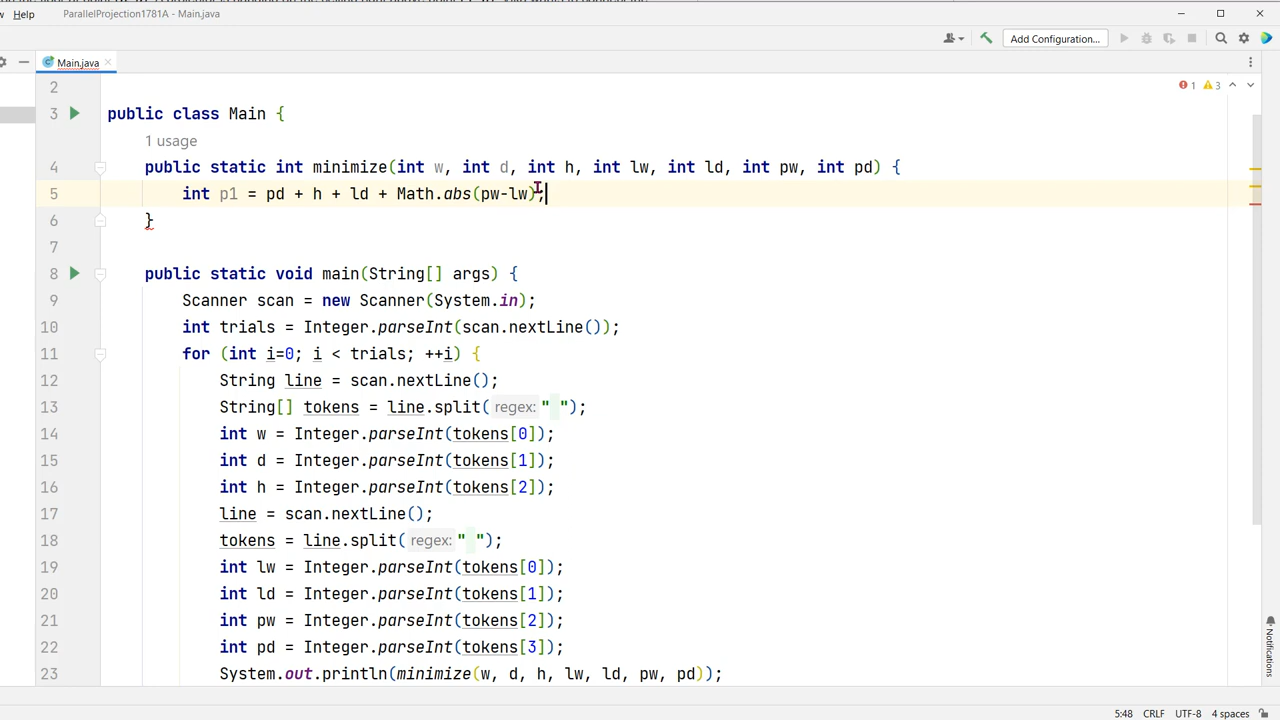 Help
ParallelProjection1781A - Main.java
Add Configuration...
Main.java
1 3
2
3 public class Main {
1 usage
4 public static int minimize(int w, int d, int h, int lw, int ld, int pw, int pd) {
5 int p1 = pd + h + ld + Math.abs(pw-lw);
6 }
7
8 public static void main(String[] args) {
9 Scanner scan = new Scanner(System.in);
10 int trials = Integer.parseInt(scan.nextLine());
11 for (int i=0; i < trials; ++i) {
12 String line = scan.nextLine();
13 String[] tokens = line.split( regex: " ");
14 int w = Integer.parseInt(tokens[0]);
15 int d = Integer.parseInt(tokens[1]);
16 int h = Integer.parseInt(tokens[2]);
17 line = scan.nextLine();
18 tokens = line.split( regex: " ");
19 int lw = Integer.parseInt(tokens[0]);
20 int ld = Integer.parseInt(tokens[1]);
21 int pw = Integer.parseInt(tokens[2]);
22 int pd = Integer.parseInt(tokens[3]);
23 System.out.println(minimize(w, d, h, lw, ld, pw, pd));
Notifications
5:48 CRLF UTF-8 4 spaces